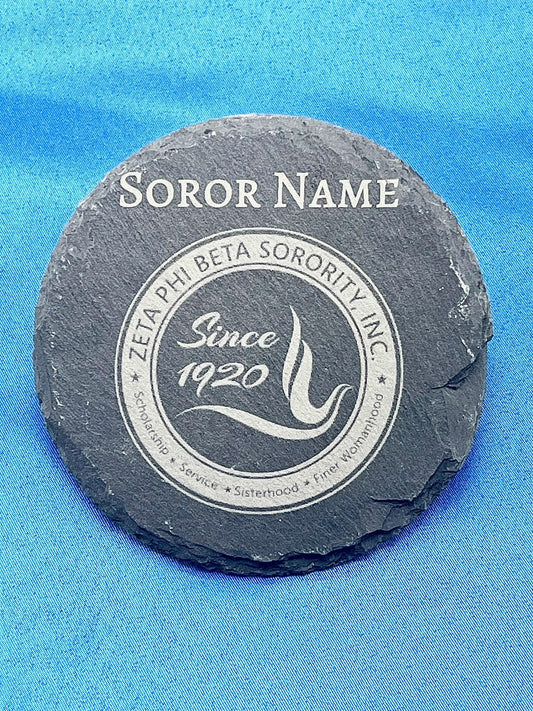 SOROR NAME
ZETA PHI BETA SORORITY, INC.
Since
1920
★ Scholarship ★ Service ★ Sisterhood ★ Finer Womanhood ★